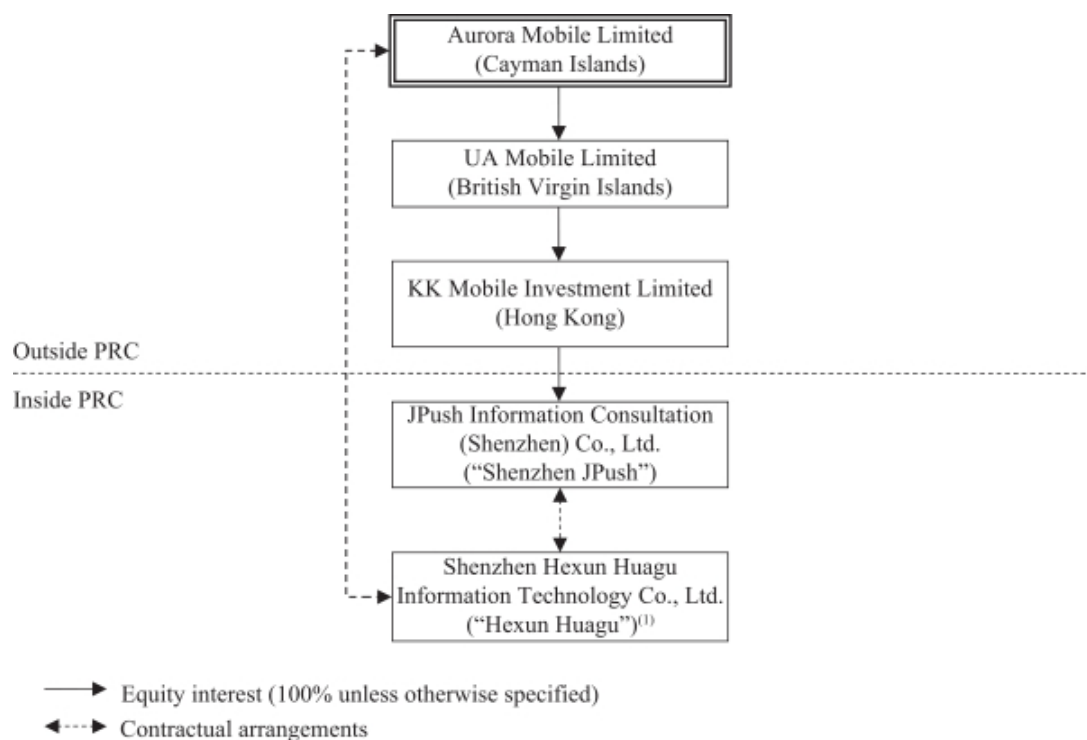 Aurora Mobile Limited
(Cayman Islands)
UA Mobile Limited
(British Virgin Islands)
KK Mobile Investment Limited
(Hong Kong)
Outside PRC
Inside PRC
JPush Information Consultation
(Shenzhen) Co., Ltd.
(“Shenzhen JPush”)
Shenzhen Hexun Huagu
Information Technology Co., Ltd.
(“Hexun Huagu”)(1)
Equity interest (100% unless otherwise specified)
Contractual arrangements